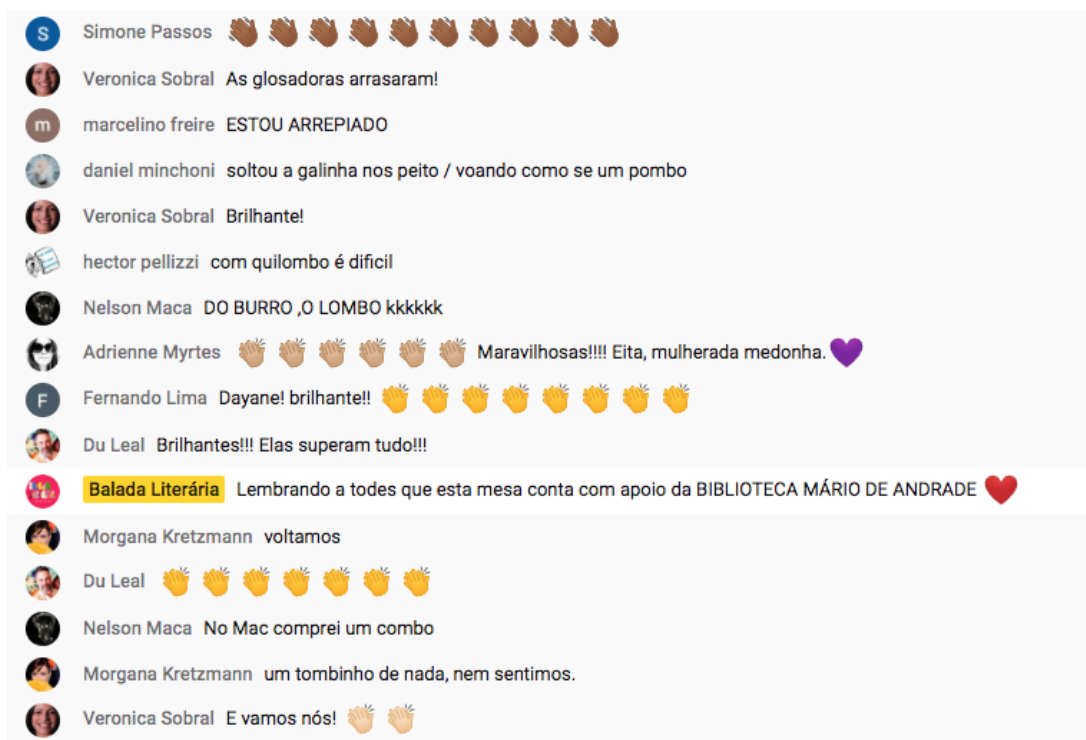 S Simone Passos 👏🏾 👏🏾 👏🏾 👏🏾 👏🏾 👏🏾 👏🏾 👏🏾 👏🏾 👏🏾
Veronica Sobral As glosadoras arrasaram!
m marcelino freire ESTOU ARREPIADO
daniel minchoni soltou a galinha nos peito / voando como se um pombo
Veronica Sobral Brilhante!
hector pellizzi com quilombo é dificil
Nelson Maca DO BURRO ,O LOMBO kkkkkk
Adrienne Myrtes 👏🏼 👏🏼 👏🏼 👏🏼 👏🏼 👏🏼 Maravilhosas!!!! Eita, mulherada medonha. 💜
F Fernando Lima Dayane! brilhante!! 👏 👏 👏 👏 👏 👏 👏 👏
Du Leal Brilhantes!!! Elas superam tudo!!!
Balada Literária Lembrando a todes que esta mesa conta com apoio da BIBLIOTECA MÁRIO DE ANDRADE ❤️
Morgana Kretzmann voltamos
Du Leal 👏 👏 👏 👏 👏 👏 👏
Nelson Maca No Mac comprei um combo
Morgana Kretzmann um tombinho de nada, nem sentimos.
Veronica Sobral E vamos nós! 👏🏻 👏🏻